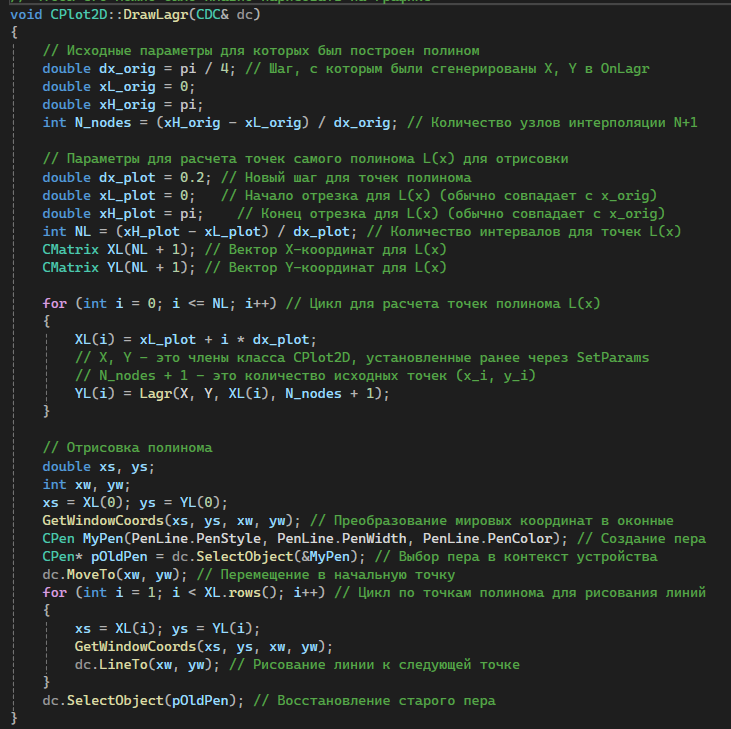 void CPlot2D::DrawLagr(CDC& dc)
{
// Исходные параметры для которых был построен полином
double dx_orig = pi / 4; // Шаг, с которым были сгенерированы X, Y в OnLagr
double xL_orig = 0;
double xH_orig = pi;
int N_nodes = (xH_orig - xL_orig) / dx_orig; // Количество узлов интерполяции N+1
// Параметры для расчета точек самого полинома L(x) для отрисовки
double dx_plot = 0.2; // Новый шаг для точек полинома
double xL_plot = 0; // Начало отрезка для L(x) (обычно совпадает с x_orig)
double xH_plot = pi; // Конец отрезка для L(x) (обычно совпадает с x_orig)
int NL = (xH_plot - xL_plot) / dx_plot; // Количество интервалов для точек L(x)
CMatrix XL(NL + 1); // Вектор X-координат для L(x)
CMatrix YL(NL + 1); // Вектор Y-координат для L(x)
for (int i = 0; i <= NL; i++) // Цикл для расчета точек полинома L(x)
{
XL(i) = xL_plot + i * dx_plot;
// X, Y - это члены класса CPlot2D, установленные ранее через SetParams
// N_nodes + 1 - это количество исходных точек (x_i, y_i)
YL(i) = Lagr(X, Y, XL(i), N_nodes + 1);
}
// Отрисовка полинома
double xs, ys;
int xw, yw;
xs = XL(0); ys = YL(0);
GetWindowCoords(xs, ys, xw, yw); // Преобразование мировых координат в оконные
CPen MyPen(PenLine.PenStyle, PenLine.PenWidth, PenLine.PenColor); // Создание пера
CPen* pOldPen = dc.SelectObject(&MyPen); // Выбор пера в контекст устройства
dc.MoveTo(xw, yw); // Перемещение в начальную точку
for (int i = 1; i < XL.rows(); i++) // Цикл по точкам полинома для рисования линий
{
xs = XL(i); ys = YL(i);
GetWindowCoords(xs, ys, xw, yw);
dc.LineTo(xw, yw); // Рисование линии к следующей точке
}
dc.SelectObject(pOldPen); // Восстановление старого пера
}